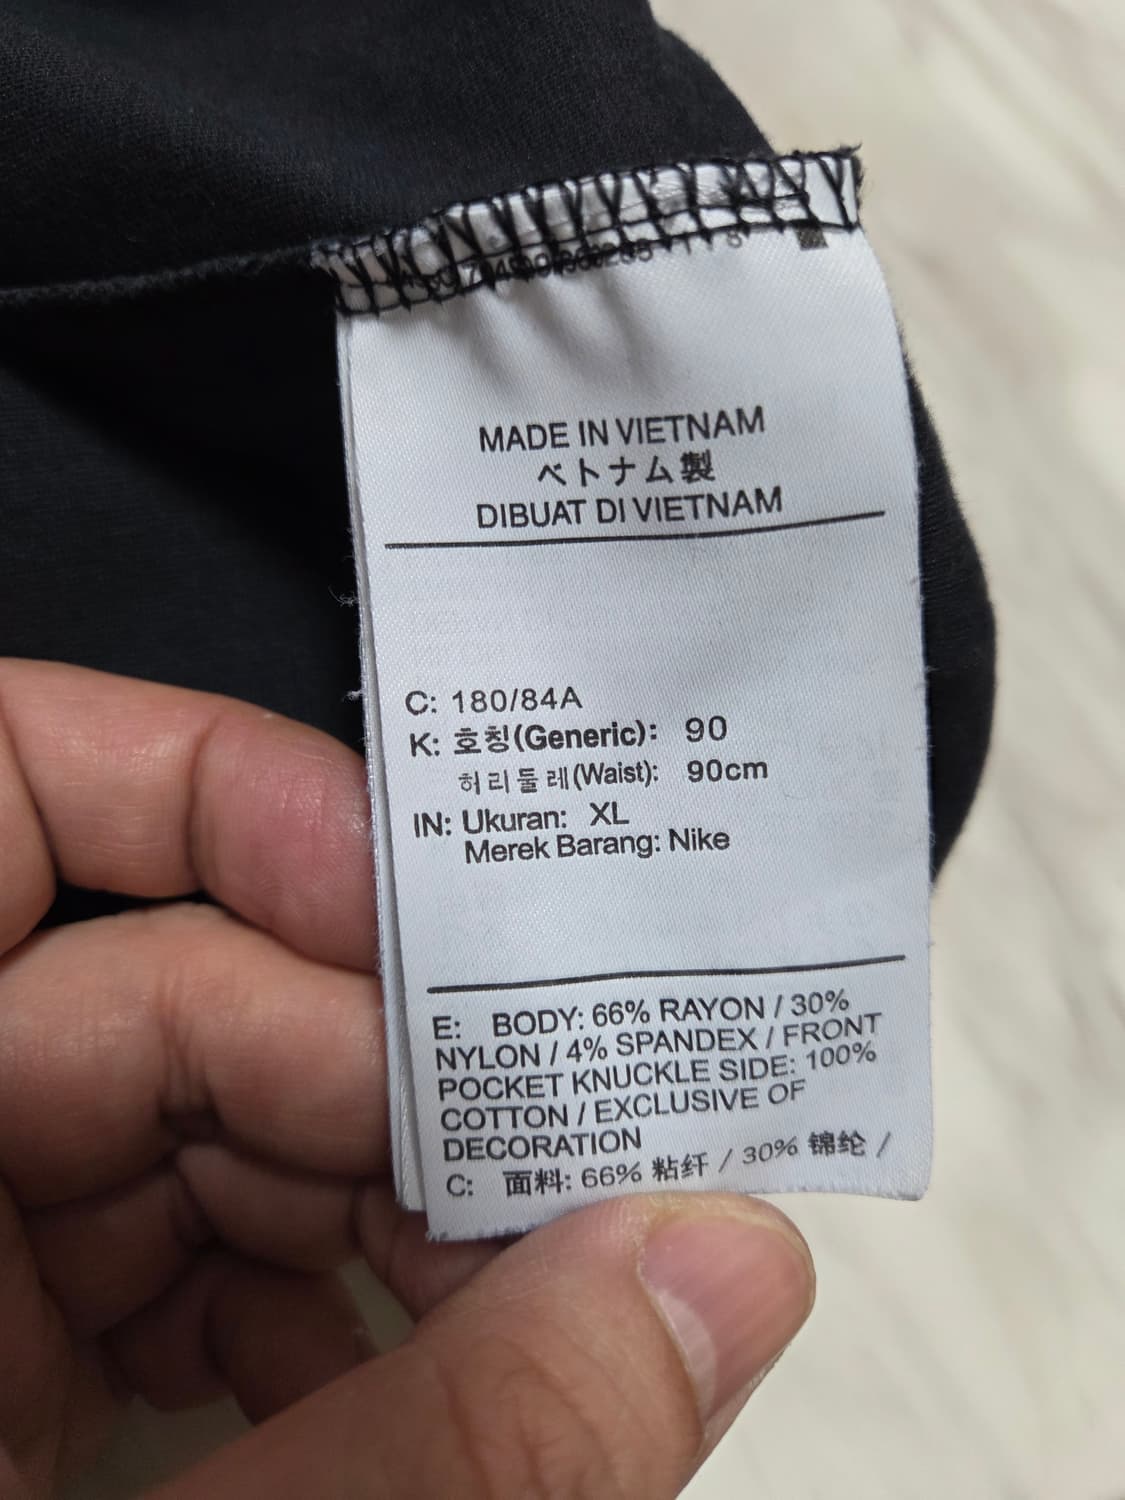 MADE IN VIETNAM
ベトナム製
DIBUAT DI VIETNAM
C: 180/84A
K: 호칭(Generic): 90
허리둘레(Waist): 90cm
IN: Ukuran: XL
Merek Barang: Nike
E: BODY: 66% RAYON / 30%
NYLON / 4% SPANDEX / FRONT
POCKET KNUCKLE SIDE: 100%
COTTON / EXCLUSIVE OF
DECORATION
C: 面料: 66% 粘纤 / 30% 锦纶 /